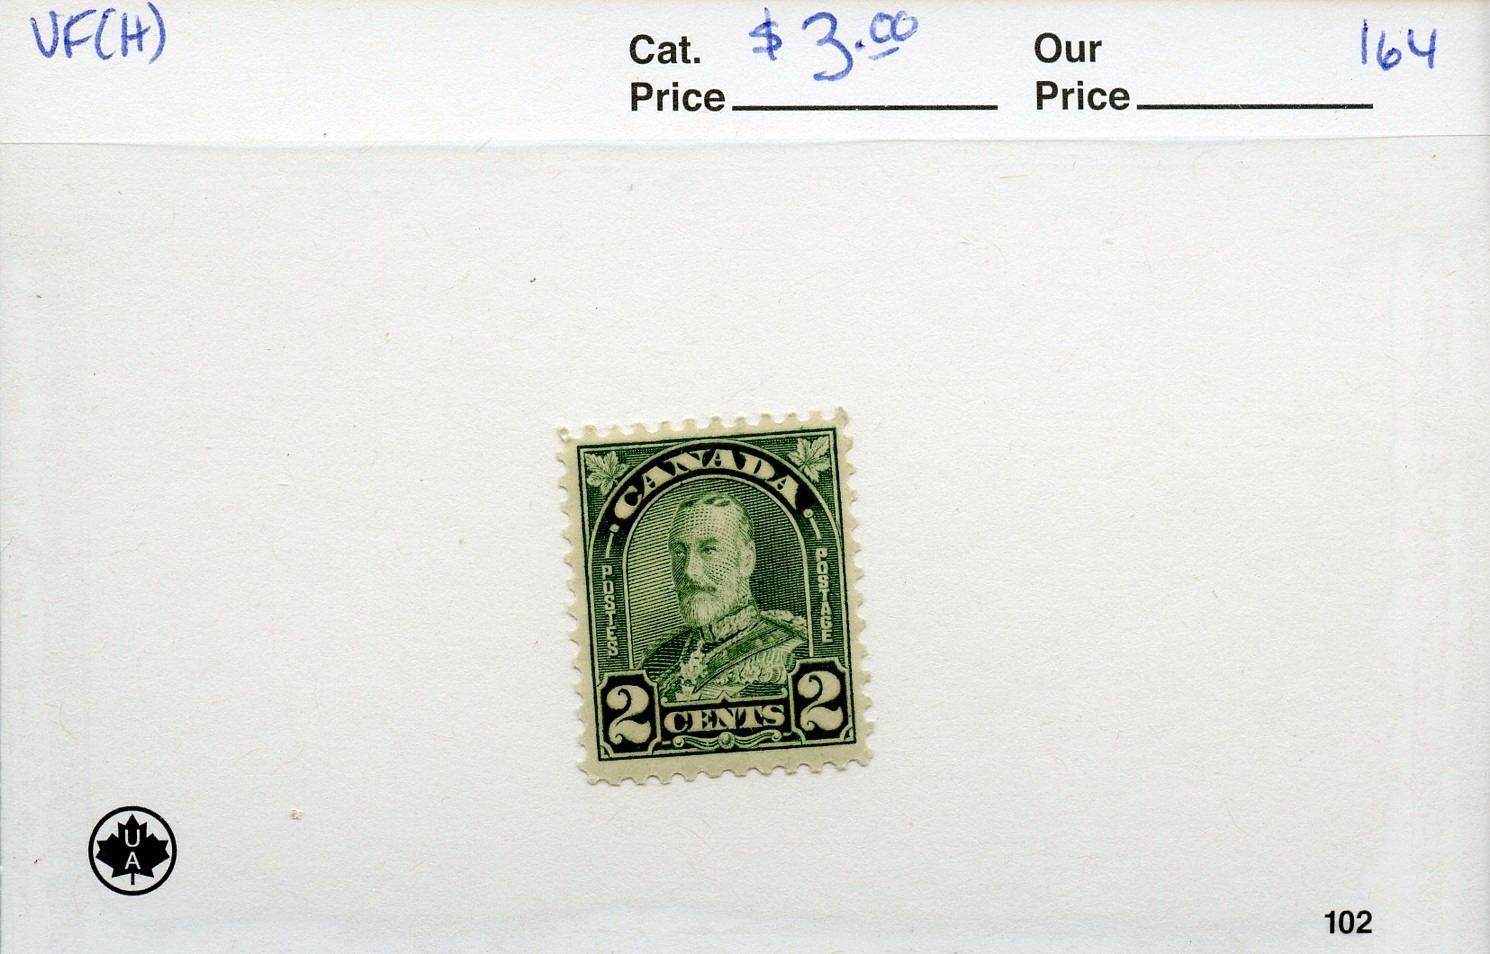 VF(H)
Cat. $ 3.00
Price
Our 164
Price
CANADA
POSTES
POSTAGE
2 CENTS 2
U
A
I
102